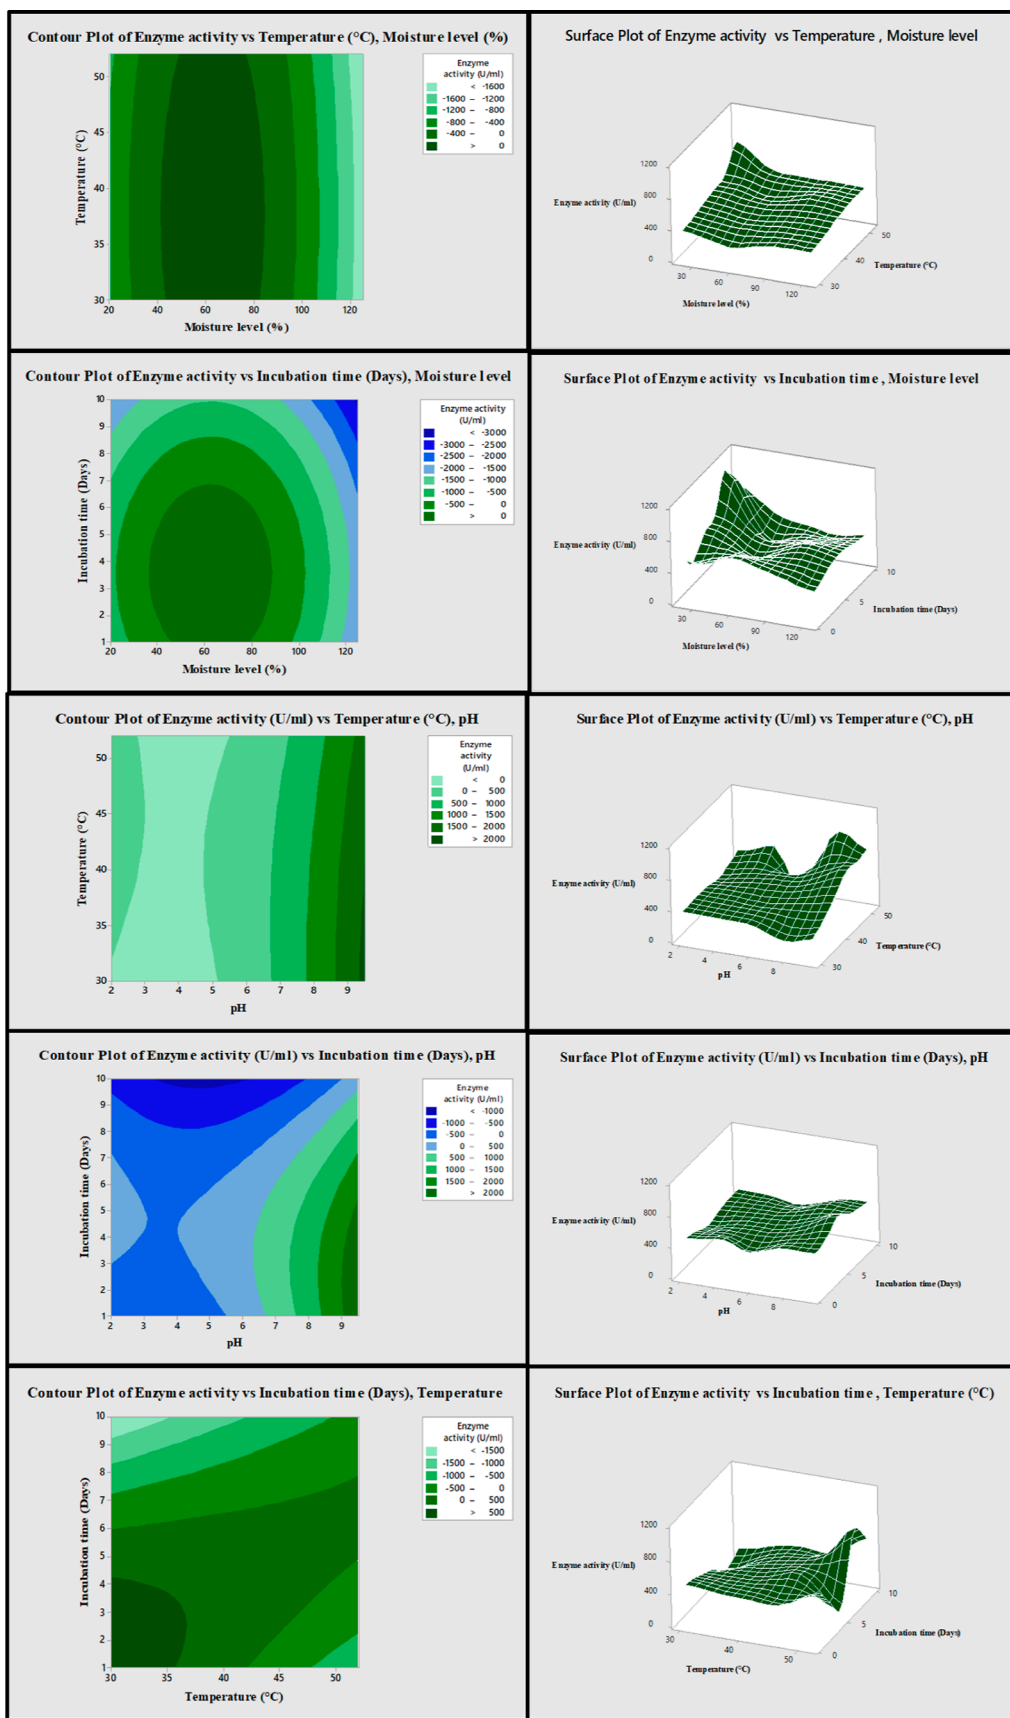 Contour Plot of Enzyme activity vs Temperature (°C), Moisture level (%)
Enzyme
activity (U/ml)
< -1600
-1600 – -1200
-1200 – -800
-800 – -400
-400 – 0
> 0
50
45
40
35
30
Temperature (°C)
20 40 60 80 100 120
Moisture level (%)
Surface Plot of Enzyme activity vs Temperature , Moisture level
1200
800
400
0
Enzyme activity (U/ml)
30 60 90 120
Moisture level (%)
50
40
30
Temperature (°C)
Contour Plot of Enzyme activity vs Incubation time (Days), Moisture level
Enzyme activity
(U/ml)
< -3000
-3000 – -2500
-2500 – -2000
-2000 – -1500
-1500 – -1000
-1000 – -500
-500 – 0
> 0
10
9
8
7
6
5
4
3
2
1
Incubation time (Days)
20 40 60 80 100 120
Moisture level (%)
Surface Plot of Enzyme activity vs Incubation time , Moisture level
1200
800
400
0
Enzyme activity (U/ml)
30 60 90 120
Moisture level (%)
10
5
0
Incubation time (Days)
Contour Plot of Enzyme activity (U/ml) vs Temperature (°C), pH
Enzyme
activity
(U/ml)
< 0
0 – 500
500 – 1000
1000 – 1500
1500 – 2000
> 2000
50
45
40
35
30
Temperature (°C)
2 3 4 5 6 7 8 9
pH
Surface Plot of Enzyme activity (U/ml) vs Temperature (°C), pH
1200
800
400
0
Enzyme activity (U/ml)
2 4 6 8
pH
50
40
30
Temperature (°C)
Contour Plot of Enzyme activity (U/ml) vs Incubation time (Days), pH
Enzyme
activity (U/ml)
< -1000
-1000 – -500
-500 – 0
0 – 500
500 – 1000
1000 – 1500
1500 – 2000
> 2000
10
9
8
7
6
5
4
3
2
1
Incubation time (Days)
2 3 4 5 6 7 8 9
pH
Surface Plot of Enzyme activity (U/ml) vs Incubation time (Days), pH
1200
800
400
0
Enzyme activity (U/ml)
2 4 6 8
pH
10
5
0
Incubation time (Days)
Contour Plot of Enzyme activity vs Incubation time (Days), Temperature
Enzyme
activity (U/ml)
< -1500
-1500 – -1000
-1000 – -500
-500 – 0
0 – 500
> 500
10
9
8
7
6
5
4
3
2
1
Incubation time (Days)
30 35 40 45 50
Temperature (°C)
Surface Plot of Enzyme activity vs Incubation time , Temperature (°C)
1200
800
400
0
Enzyme activity (U/ml)
30 40 50
Temperature (°C)
10
5
0
Incubation time (Days)